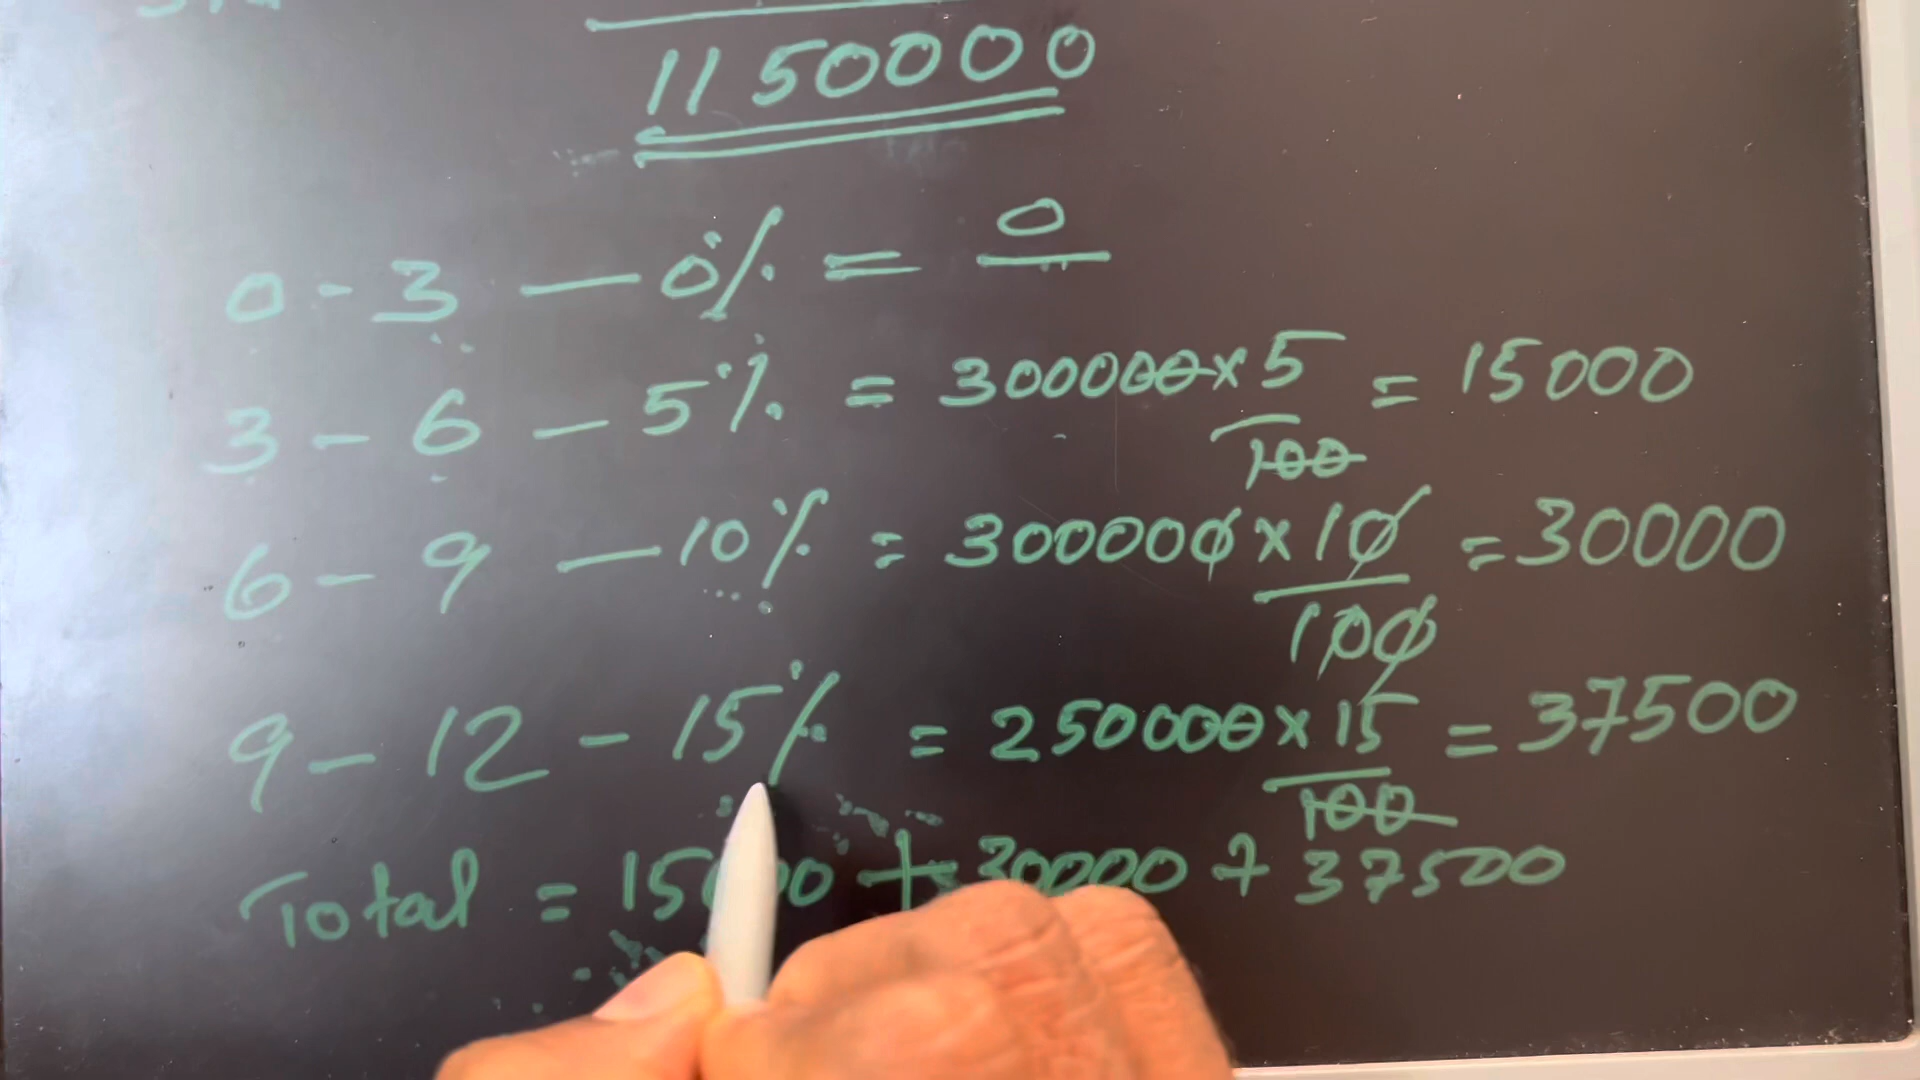 1150000
0 - 3 — 0% = 0
3 - 6 - 5% = 300000 x 5 / 100 = 15000
6 - 9 — 10% = 300000 x 10 / 100 = 30000
9 - 12 - 15% = 250000 x 15 / 100 = 37500
Total = 15000 + 30000 + 37500